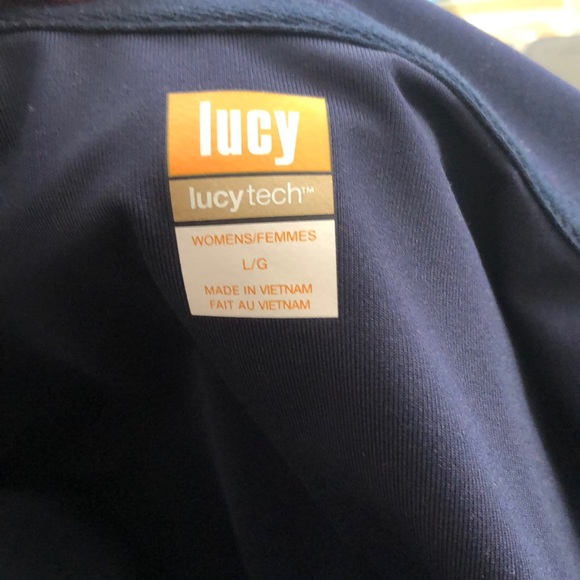 lucy
lucytech™
WOMENS/FEMMES
L/G
MADE IN VIETNAM
FAIT AU VIETNAM